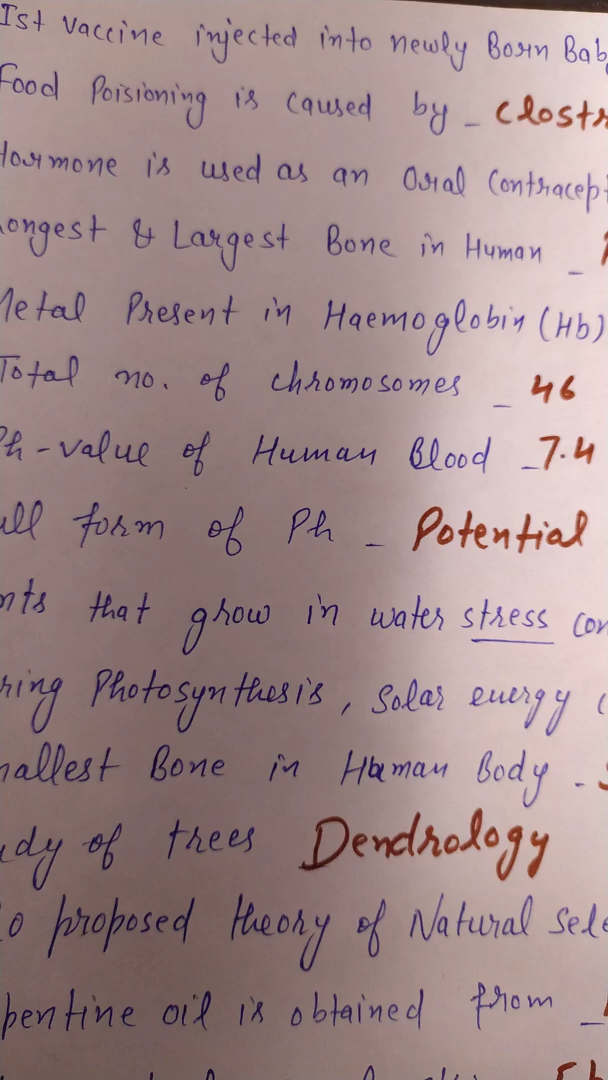 Ist vaccine injected into newly Born Bab
Food Poisioning is caused by - Clostr
Hormone is used as an Oral Contracept
ongest & Largest Bone in Human -
Metal Present in Haemoglobin (Hb)
Total no. of chromosomes - 46
Ph-value of Human Blood - 7.4
ull form of Ph - Potential
nts that grow in water stress con
ring Photosynthesis, Solar energy
mallest Bone in Human Body -
udy of trees Dendrology
o proposed theory of Natural Sele
pentine oil is obtained from -